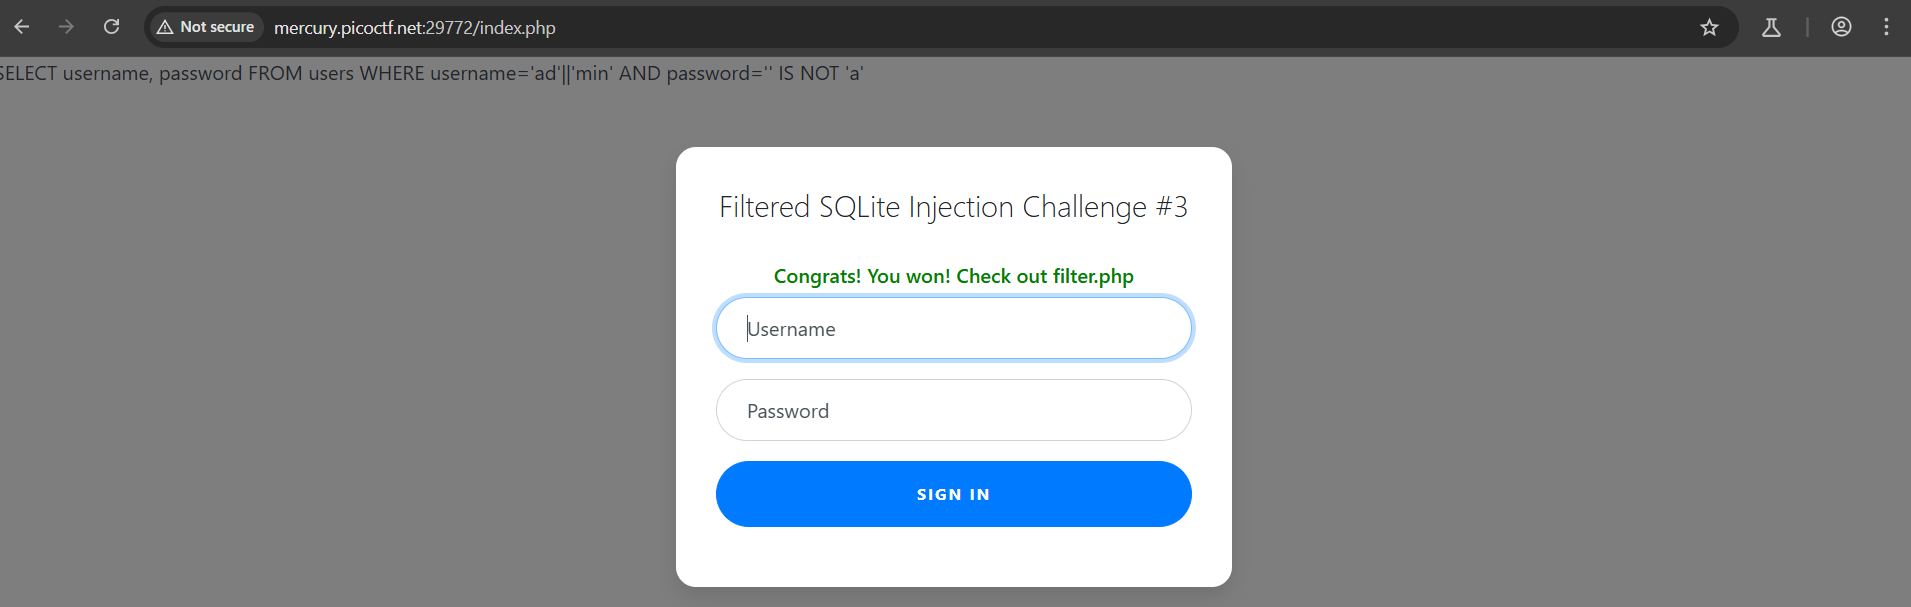 Not secure mercury.picoctf.net:29772/index.php
SELECT username, password FROM users WHERE username='ad'||'min' AND password='' IS NOT 'a'
Filtered SQLite Injection Challenge #3
Congrats! You won! Check out filter.php
Username
Password
SIGN IN